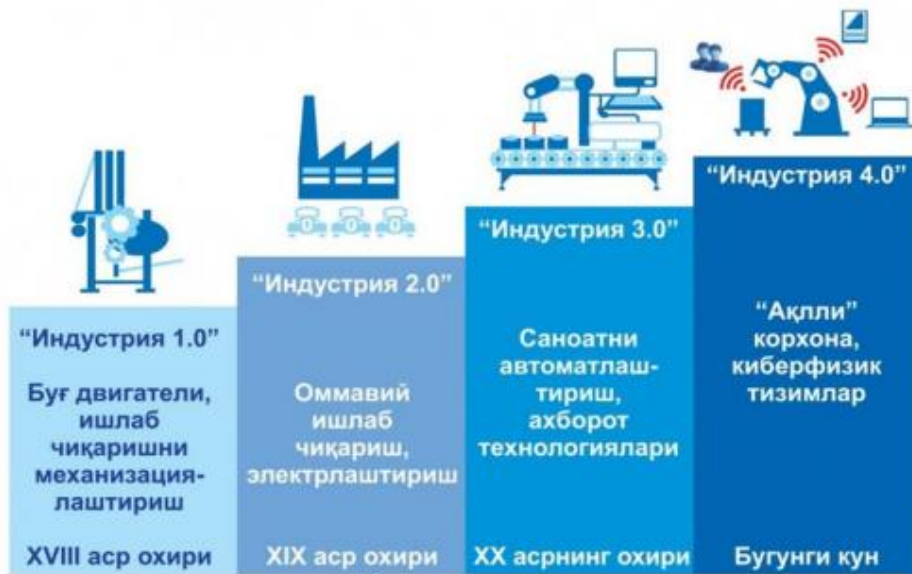 “Индустрия 1.0”
Буғ двигатели,
ишлаб
чиқаришни
механизация-
лаштириш
XVIII аср охири
“Индустрия 2.0”
Оммавий
ишлаб
чиқариш,
электрлаштириш
XIX аср охири
“Индустрия 3.0”
Саноатни
автоматлаш-
тириш,
ахборот
технологиялари
XX асрнинг охири
“Индустрия 4.0”
“Ақлли”
корхона,
киберфизик
тизимлар
Бугунги кун